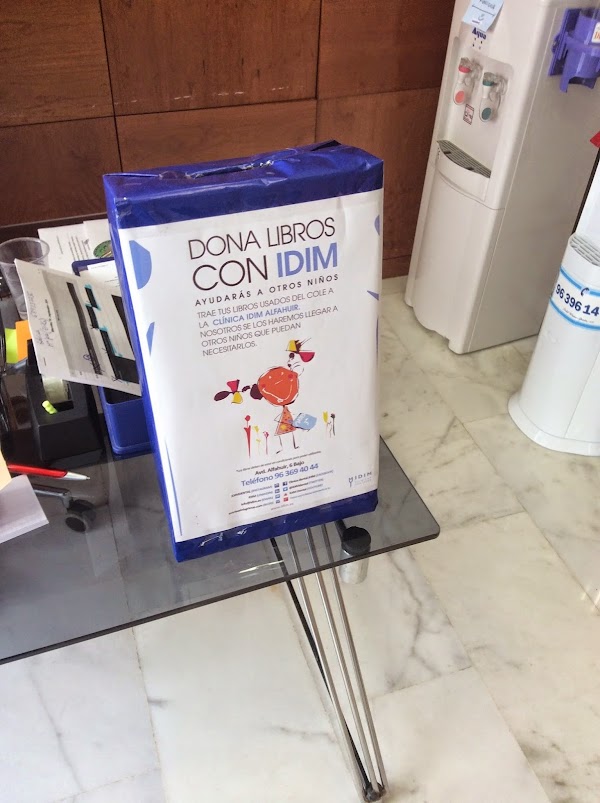 DONA LIBROS
CON IDIM
AYUDARÁS A OTROS NIÑOS
TRAE TUS LIBROS USADOS DEL COLE A
LA CLÍNICA IDIM ALFAHUIR.
NOSOTROS SE LOS HAREMOS LLEGAR A
OTROS NIÑOS QUE PUEDAN
NECESITARLOS.
Avd. Alfahuir, 6 Bajo
Teléfono 96 369 40 44
IDIM
Aqua
96 396 14